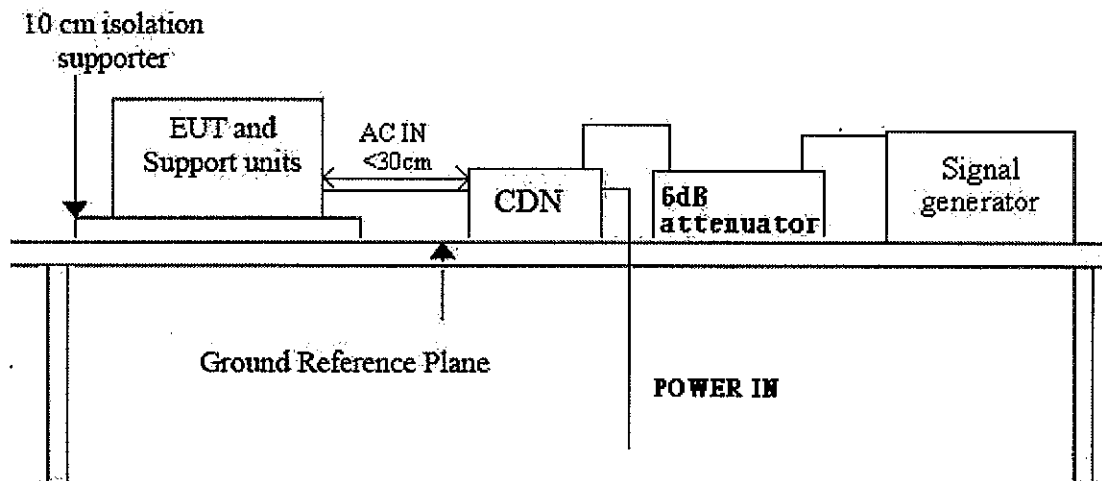 10 cm isolation
supporter
EUT and
Support units
AC IN
<30cm
CDN
6dB
attenuator
Signal
generator
Ground Reference Plane
POWER IN